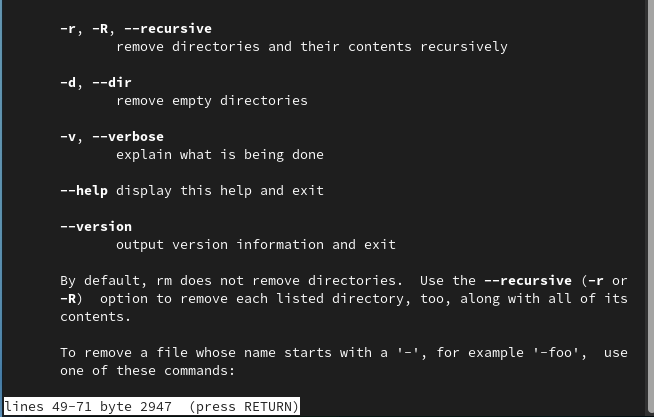 -r, -R, --recursive
remove directories and their contents recursively
-d, --dir
remove empty directories
-v, --verbose
explain what is being done
--help display this help and exit
--version
output version information and exit
By default, rm does not remove directories.  Use the --recursive (-r or
-R)  option to remove each listed directory, too, along with all of its
contents.
To remove a file whose name starts with a '-', for example '-foo',  use
one of these commands:
lines 49-71 byte 2947  (press RETURN)